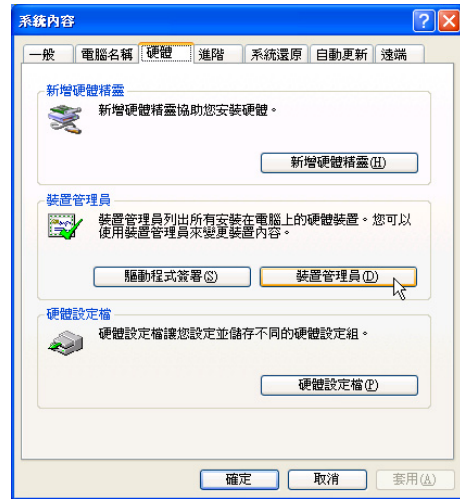 系統內容
一般 電腦名稱 硬體 進階 系統還原 自動更新 遠端
新增硬體精靈
新增硬體精靈協助您安裝硬體。
新增硬體精靈(H)
裝置管理員
裝置管理員列出所有安裝在電腦上的硬體裝置。您可以
使用裝置管理員來變更裝置內容。
驅動程式簽署(S) 裝置管理員(D)
硬體設定檔
硬體設定檔讓您設定並儲存不同的硬體設定組。
硬體設定檔(P)
確定 取消 套用(A)